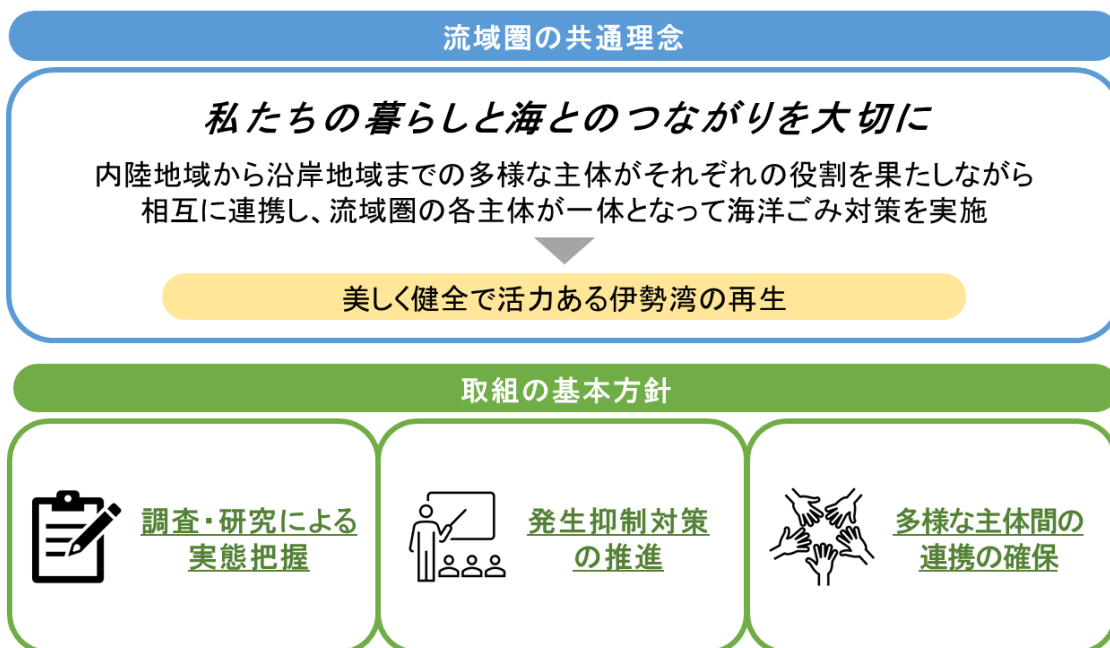 流域圏の共通理念
私たちの暮らしと海とのつながりを大切に
内陸地域から沿岸地域までの多様な主体がそれぞれの役割を果たしながら
相互に連携し、流域圏の各主体が一体となって海洋ごみ対策を実施
美しく健全で活力ある伊勢湾の再生
取組の基本方針
調査・研究による
実態把握
発生抑制対策
の推進
多様な主体間の
連携の確保